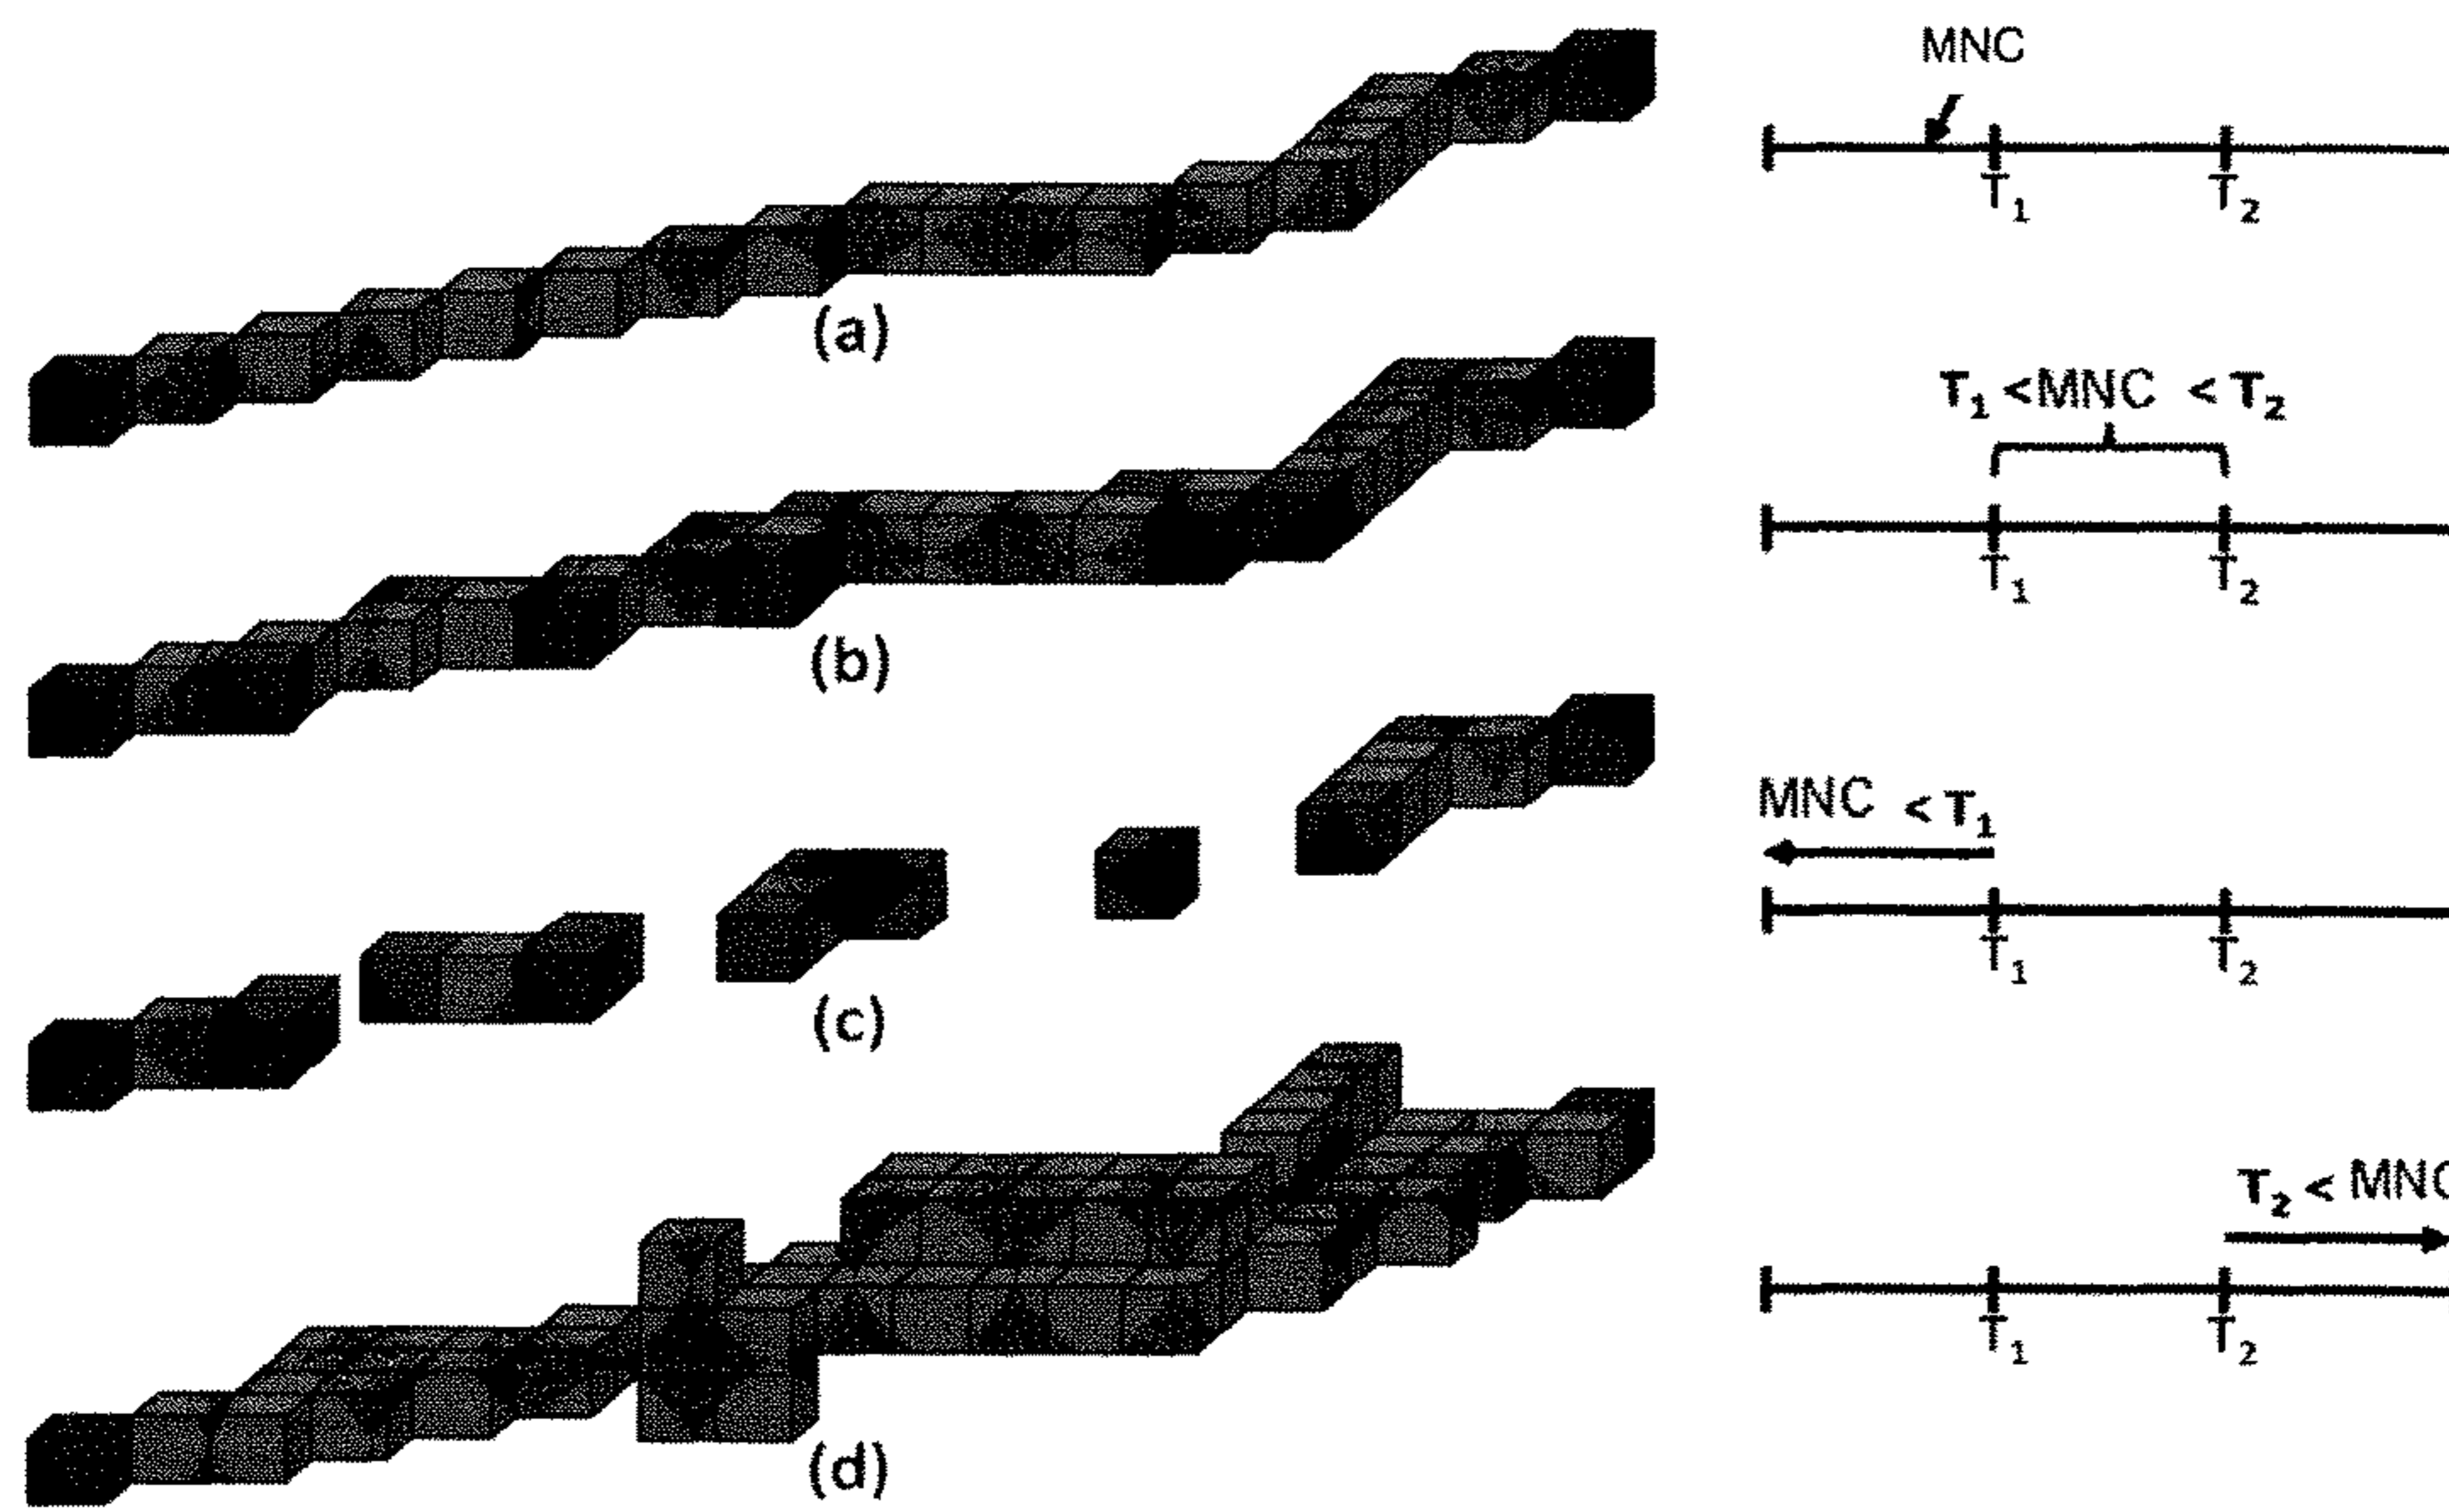 MNC
T1 T2
(a)
T1 < MNC < T2
T1 T2
(b)
MNC < T1
T1 T2
(c)
T2 < MNC
T1 T2
(d)